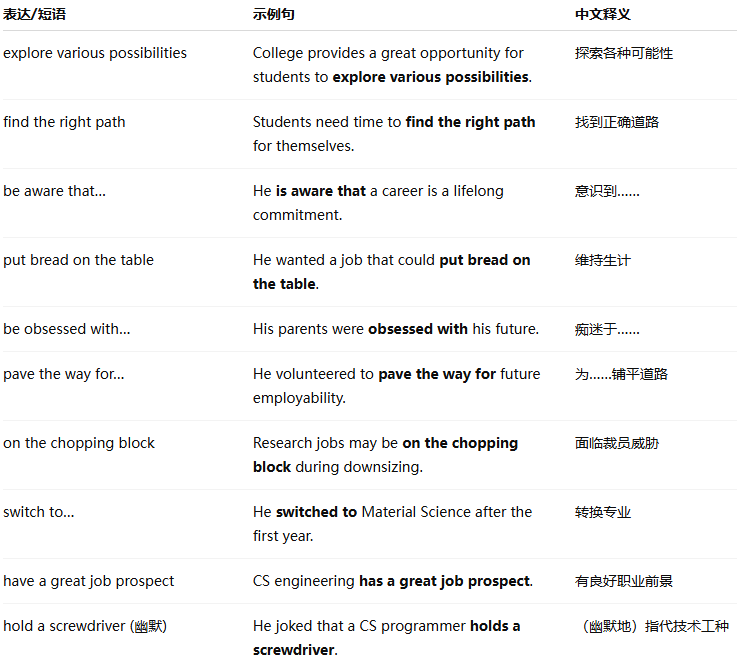 表达/短语 示例句 中文释义
explore various possibilities College provides a great opportunity for 探索各种可能性
students to explore various possibilities.
find the right path Students need time to find the right path 找到正确道路
for themselves.
be aware that... He is aware that a career is a lifelong 意识到……
commitment.
put bread on the table He wanted a job that could put bread on 维持生计
the table.
be obsessed with... His parents were obsessed with his future. 痴迷于……
pave the way for... He volunteered to pave the way for future 为……铺平道路
employability.
on the chopping block Research jobs may be on the chopping 面临裁员威胁
block during downsizing.
switch to... He switched to Material Science after the 转换专业
first year.
have a great job prospect CS engineering has a great job prospect. 有良好职业前景
hold a screwdriver (幽默) He joked that a CS programmer holds a （幽默地）指代技术工种
screwdriver.